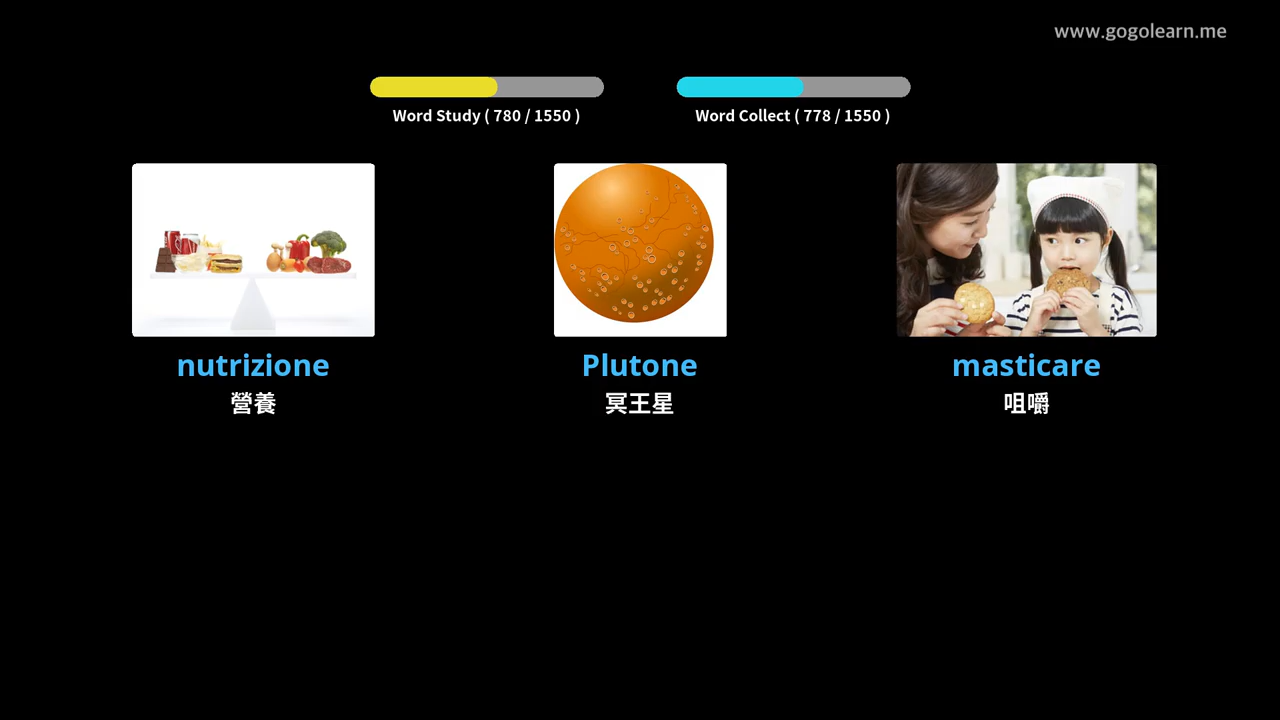 www.gogolearn.me
Word Study ( 780 / 1550 )
Word Collect ( 778 / 1550 )
nutrizione
營養
Plutone
冥王星
masticare
咀嚼